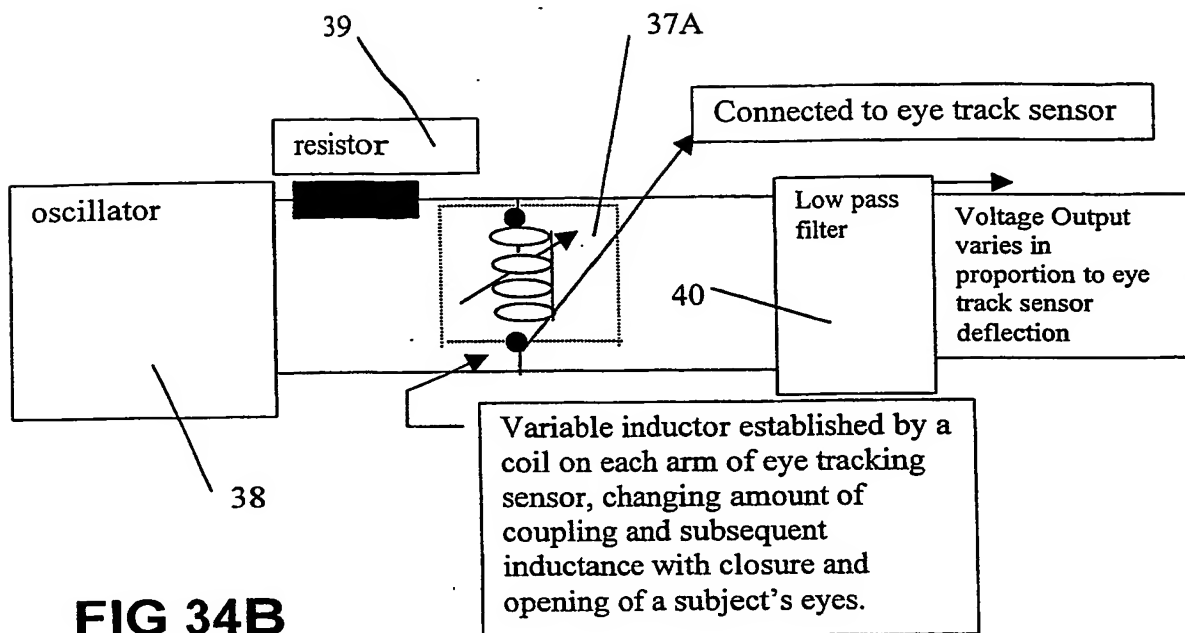 39
37A
Connected to eye track sensor
resistor
oscillator
Low pass
filter
Voltage Output
varies in
proportion to eye
track sensor
deflection
40
Variable inductor established by a
coil on each arm of eye tracking
sensor, changing amount of
coupling and subsequent
inductance with closure and
opening of a subject's eyes.
38
FIG 34B